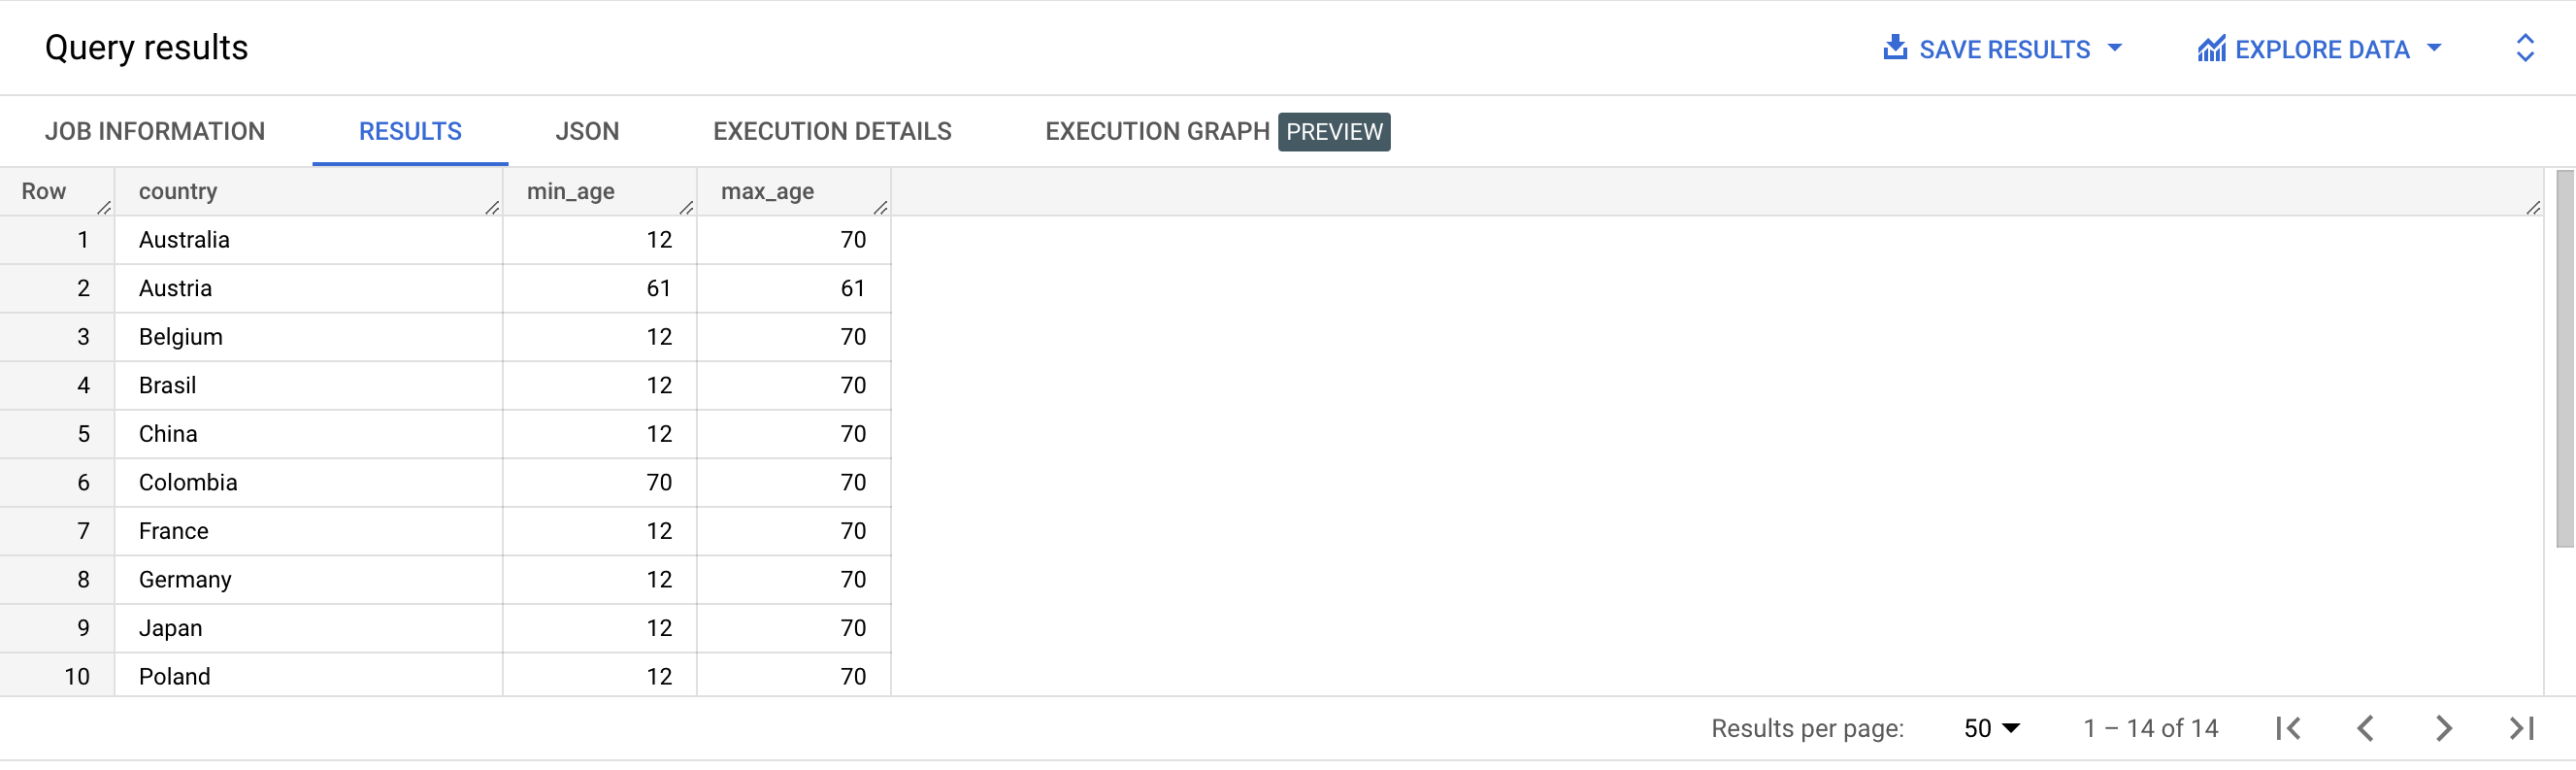 Query results SAVE RESULTS EXPLORE DATA
JOB INFORMATION RESULTS JSON EXECUTION DETAILS EXECUTION GRAPH PREVIEW
Row country min_age max_age
1 Australia 12 70
2 Austria 61 61
3 Belgium 12 70
4 Brasil 12 70
5 China 12 70
6 Colombia 70 70
7 France 12 70
8 Germany 12 70
9 Japan 12 70
10 Poland 12 70
Results per page: 50 1 – 14 of 14